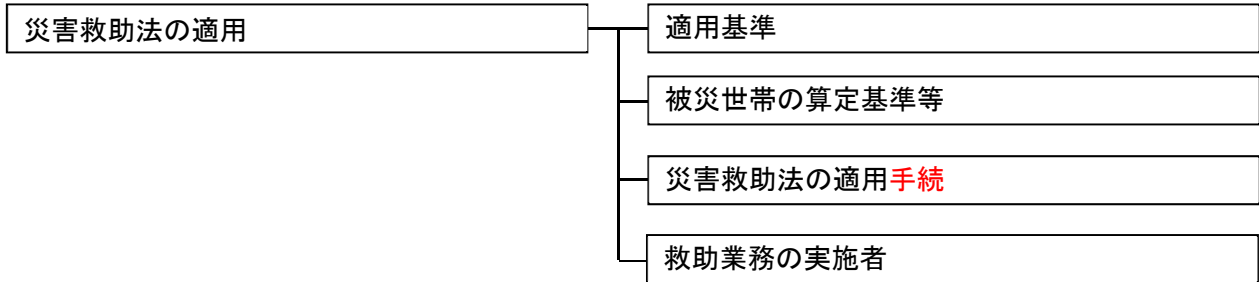 災害救助法の適用
適用基準
被災世帯の算定基準等
災害救助法の適用手続
救助業務の実施者